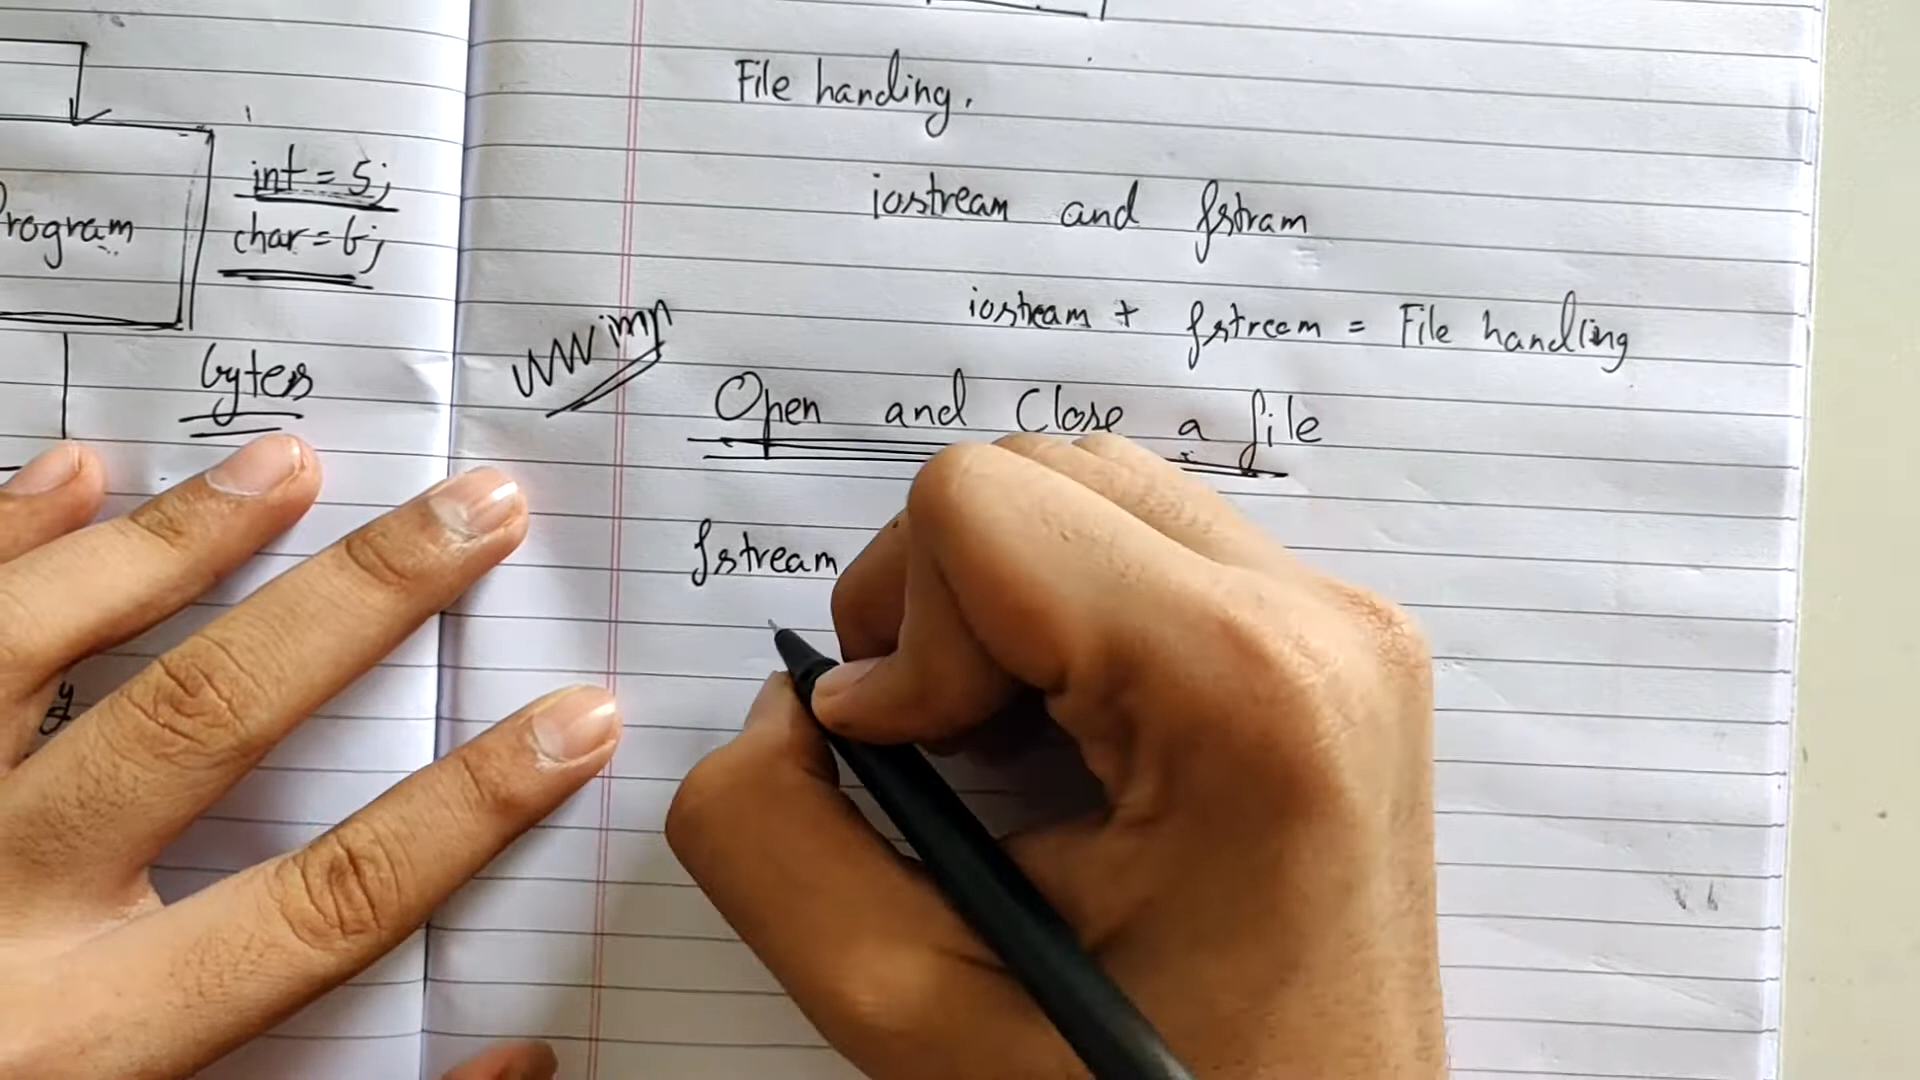 Program
int = 5;
char = 6;
bytes
y
File handing.
iostream and fstram
iostream + fstream = File handling
VVVV imp
Open and Close a file
fstream